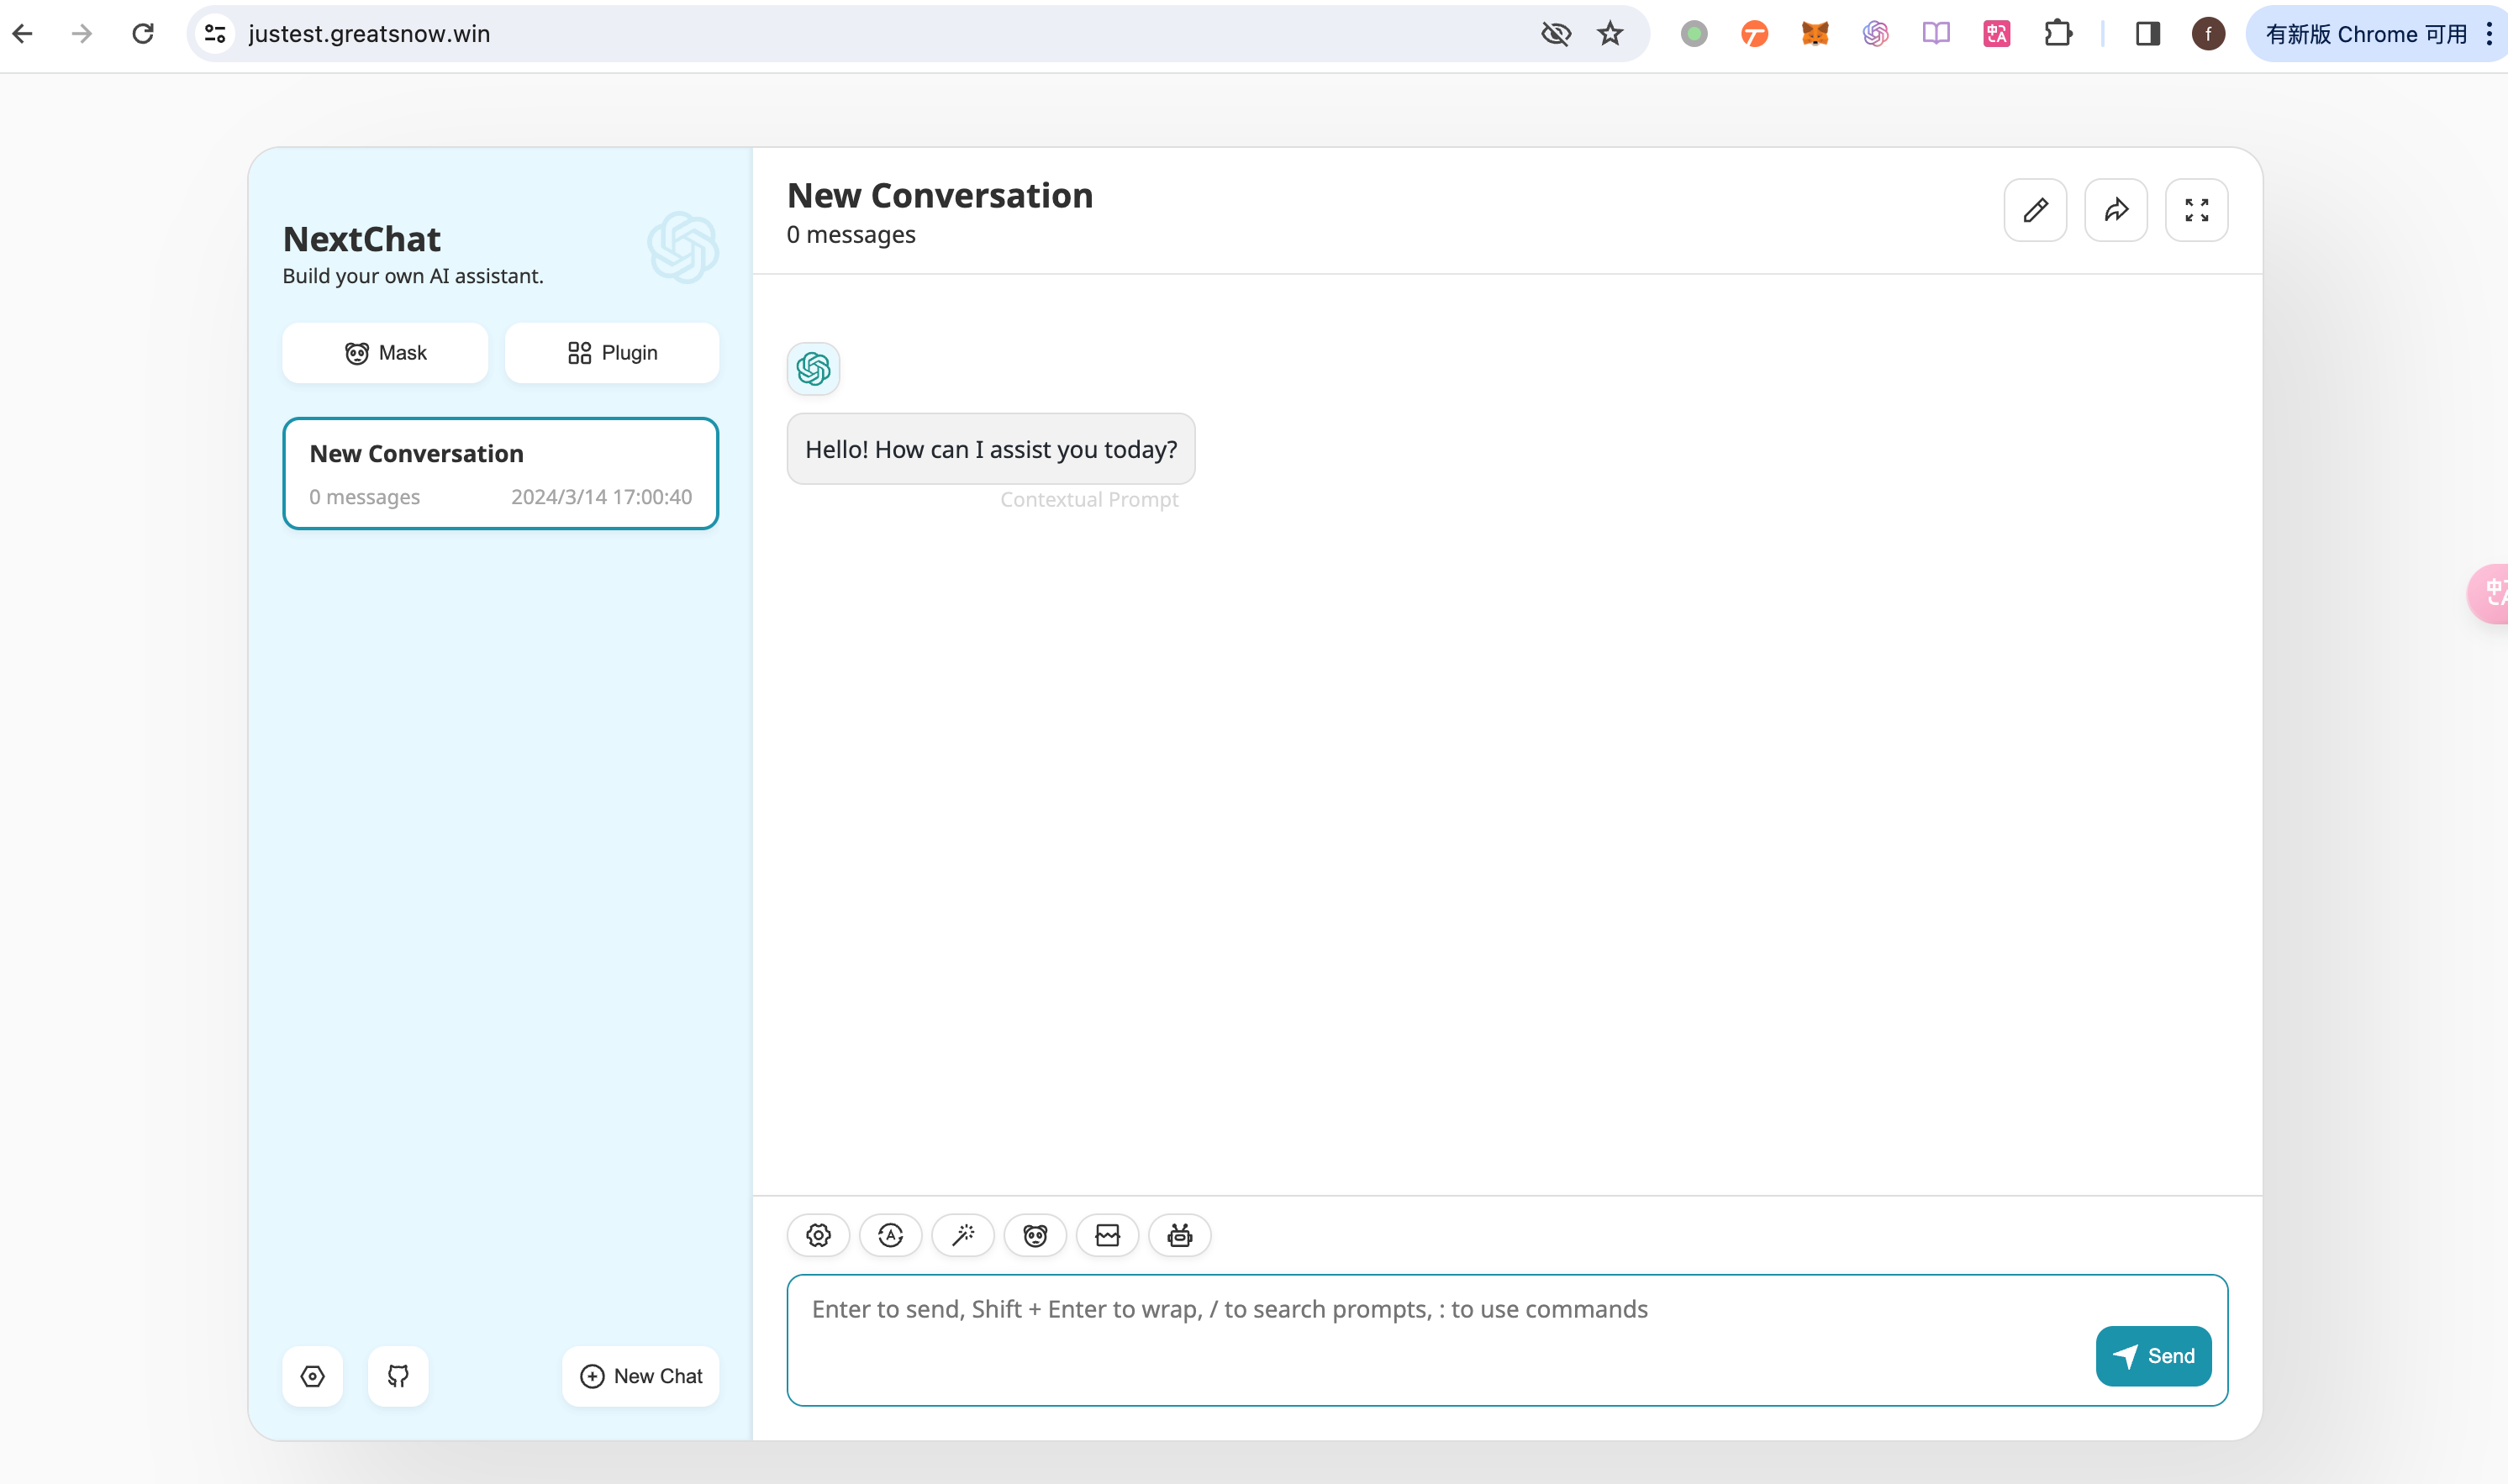 justest.greatsnow.win
f
有新版 Chrome 可用
NextChat
Build your own AI assistant.
Mask
Plugin
New Conversation
0 messages
2024/3/14 17:00:40
New Chat
New Conversation
0 messages
Hello! How can I assist you today?
Contextual Prompt
Enter to send, Shift + Enter to wrap, / to search prompts, : to use commands
Send